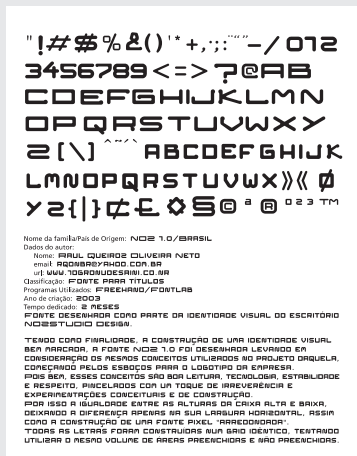 "!#$%&()'*+,-.;:¨"˝"-/ 012
3456789<=>?@AB
CDEFGHIJKLMN
OPQRSTUVWXY
Z[\]^~´` ABCDEFGHIJK
LMNOPQRSTUVWX»« Ø
YZ{|}¢£¤§©ª® ⁰²³™
Nome da família/País de Origem: NO2 1.0/BRASIL
Dados do autor:
Nome: RAUL QUEIROZ OLIVEIRA NETO
email: RQONBR@YAHOO.COM.BR
url: WWW.10GRAUDESAINI.CO.NR
Classificação: FONTE PARA TÍTULOS
Programas Utilizados: FREEHAND/FONTLAB
Ano de criação: 2003
Tempo dedicado: 2 MESES
FONTE DESENHADA COMO PARTE DA IDENTIDADE VISUAL DO ESCRITÓRIO
NO2STUDIO DESIGN.
TENDO COMO FINALIDADE, A CONSTRUÇÃO DE UMA IDENTIDADE VISUAL
BEM MARCADA, A FONTE NO2 1.0 FOI DESENHADA LEVANDO EM
CONSIDERAÇÃO OS MESMOS CONCEITOS UTILIZADOS NO PROJETO DAQUELA,
COMEÇANDO PELOS ESBOÇOS PARA O LOGOTIPO DA EMPRESA.
POIS BEM, ESSES CONCEITOS SÃO BOA LEITURA, TECNOLOGIA, ESTABILIDADE
E RESPEITO, PINCELADOS COM UM TOQUE DE IRREVERÊNCIA E
EXPERIMENTAÇÕES CONCEITUAIS E DE CONSTRUÇÃO.
POR ISSO A IGUALDADE ENTRE AS ALTURAS DA CAIXA ALTA E BAIXA,
DEIXANDO A DIFERENÇA APENAS NA SUA LARGURA HORIZONTAL, ASSIM
COMO A CONSTRUÇÃO DE UMA FONTE PIXEL "ARREDONDADA".
TODAS AS LETRAS FORAM CONSTRUÍDAS NUM GRID IDÊNTICO, TENTANDO
UTILIZAR O MESMO VOLUME DE ÁREAS PREENCHIDAS E NÃO PREENCHIDAS.